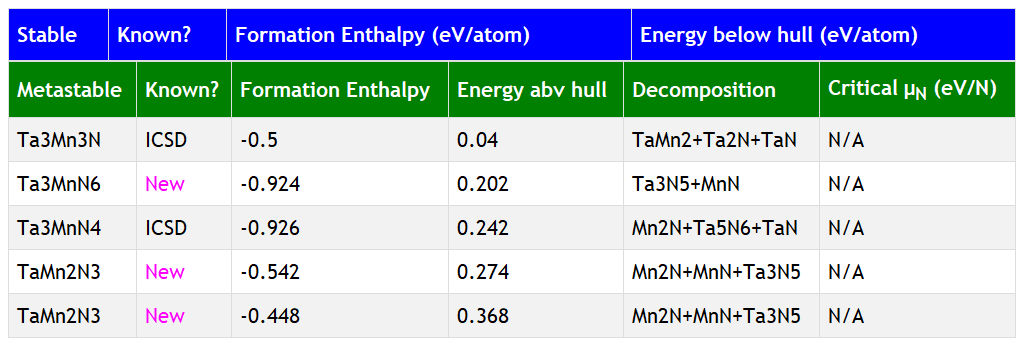 Stable Known? Formation Enthalpy (eV/atom) Energy below hull (eV/atom)
Metastable Known? Formation Enthalpy Energy abv hull Decomposition Critical μN (eV/N)
Ta3Mn3N ICSD -0.5 0.04 TaMn2+Ta2N+TaN N/A
Ta3MnN6 New -0.924 0.202 Ta3N5+MnN N/A
Ta3MnN4 ICSD -0.926 0.242 Mn2N+Ta5N6+TaN N/A
TaMn2N3 New -0.542 0.274 Mn2N+MnN+Ta3N5 N/A
TaMn2N3 New -0.448 0.368 Mn2N+MnN+Ta3N5 N/A